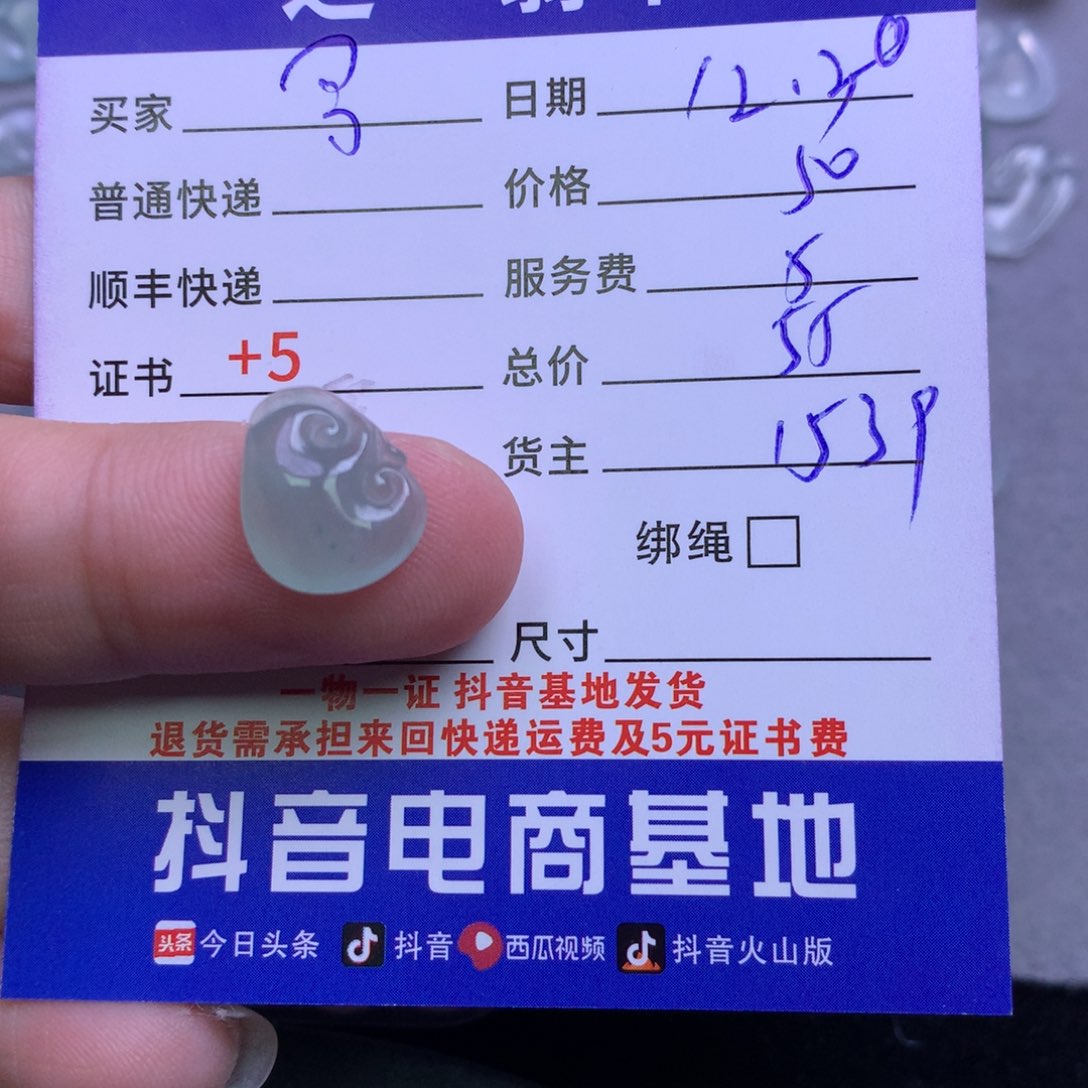 买家 日期 12.20
普通快递 价格 50
顺丰快递 服务费 5
证书 +5 总价 55
货主 1539
绑绳
尺寸
一物一证 抖音基地发货
退货需承担来回快递运费及5元证书费
抖音电商基地
头条 今日头条 抖音 西瓜视频 抖音火山版